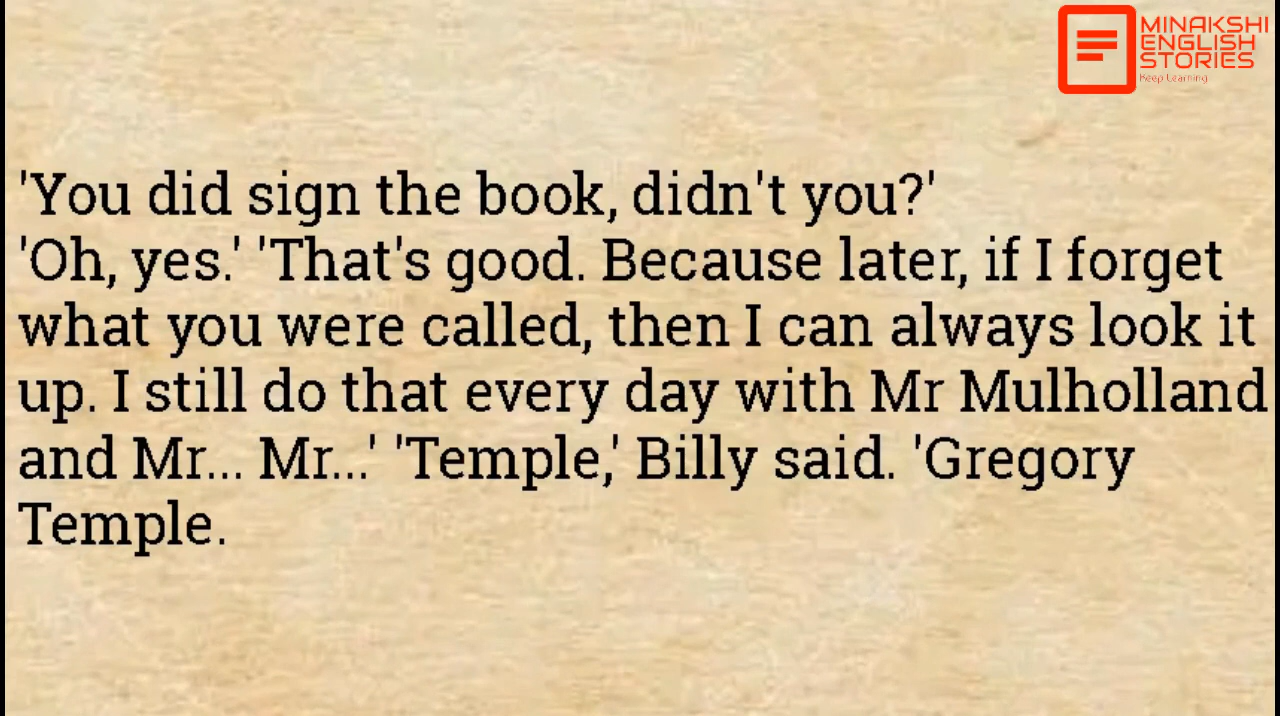 MINAKSHI
ENGLISH
STORIES
Keep Learning
'You did sign the book, didn't you?'
'Oh, yes.' 'That's good. Because later, if I forget
what you were called, then I can always look it
up. I still do that every day with Mr Mulholland
and Mr... Mr...' 'Temple,' Billy said. 'Gregory
Temple.